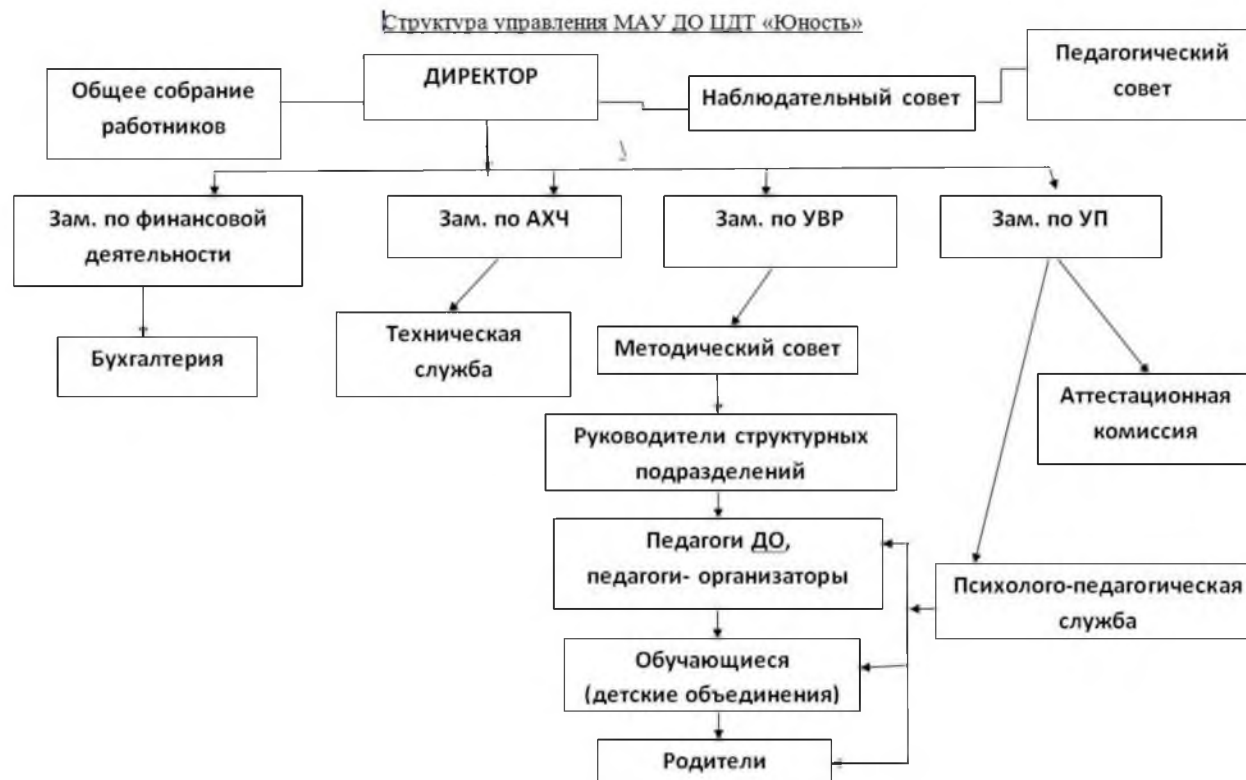 Структура управления МАУ ДО ЦДТ «Юность»
Общее собрание
работников
ДИРЕКТОР
Наблюдательный совет
Педагогический
совет
Зам. по финансовой
деятельности
Зам. по АХЧ
Зам. по УВР
Зам. по УП
Бухгалтерия
Техническая
служба
Методический совет
Аттестационная
комиссия
Руководители структурных
подразделений
Педагоги ДО,
педагоги- организаторы
Психолого-педагогическая
служба
Обучающиеся
(детские объединения)
Родители